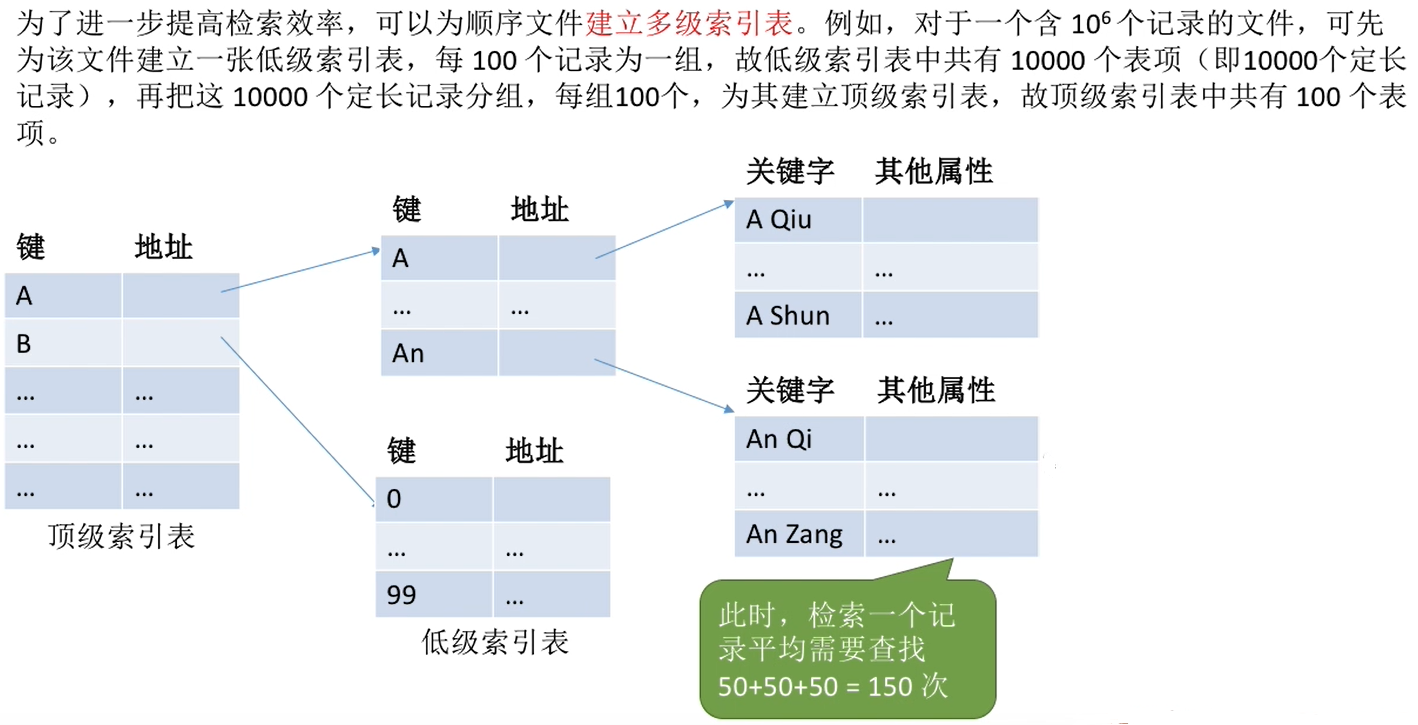 为了进一步提高检索效率，可以为顺序文件建立多级索引表。例如，对于一个含 10⁶ 个记录的文件，可先
为该文件建立一张低级索引表，每 100 个记录为一组，故低级索引表中共有 10000 个表项（即10000个定长
记录），再把这 10000 个定长记录分组，每组100个，为其建立顶级索引表，故顶级索引表中共有 100 个表
项。
键 地址
A
B
... ...
... ...
... ...
顶级索引表
键 地址
A
... ...
An
键 地址
0
... ...
99 ...
低级索引表
关键字 其他属性
A Qiu
... ...
A Shun ...
关键字 其他属性
An Qi
... ...
An Zang ...
此时，检索一个记
录平均需要查找
50+50+50 = 150 次